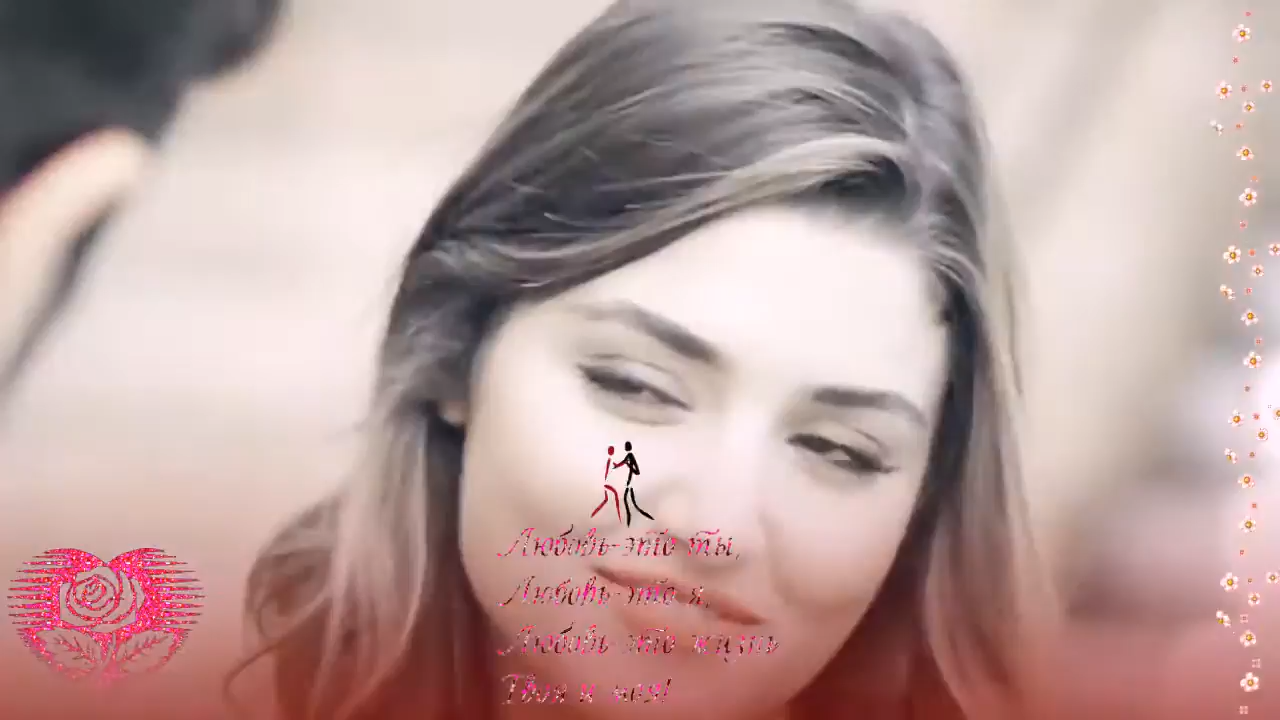 Любовь-это ты,
Любовь-это я,
Любовь-это жизнь
Твоя и моя!